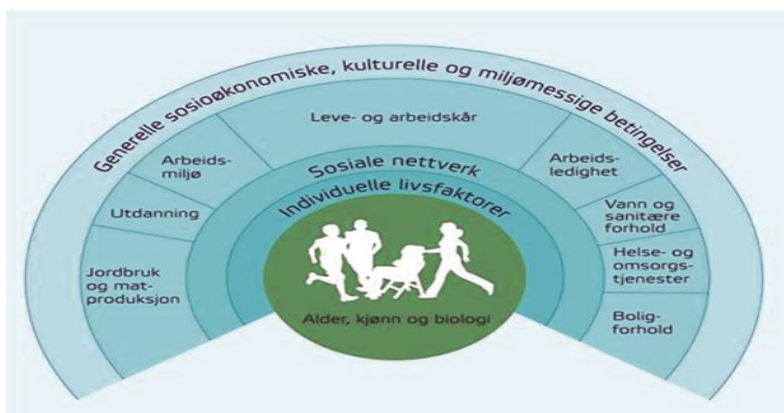 Generelle sosioøkonomiske, kulturelle og miljømessige betingelser
Leve- og arbeidskår
Arbeids-
miljø
Utdanning
Jordbruk
og mat-
produksjon
Arbeids-
ledighet
Vann og
sanitære
forhold
Helse- og
omsorgs-
tjenester
Bolig-
forhold
Sosiale nettverk
Individuelle livsfaktorer
Alder, kjønn og biologi